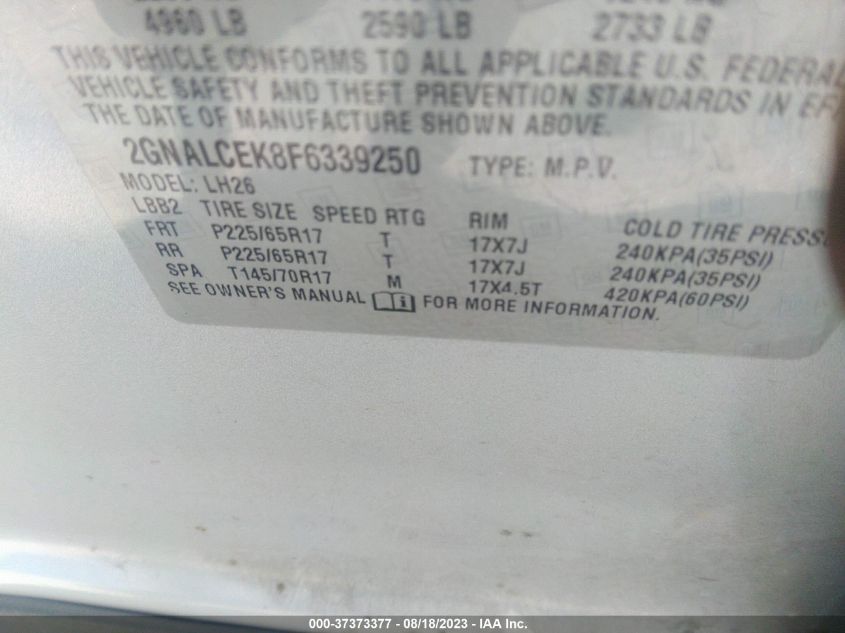 4960 LB 2590 LB 2733 LB
THIS VEHICLE CONFORMS TO ALL APPLICABLE U.S. FEDERAL
VEHICLE SAFETY AND THEFT PREVENTION STANDARDS IN EF
THE DATE OF MANUFACTURE SHOWN ABOVE.
2GNALCEK8F6339250 TYPE: M.P.V.
MODEL: LH26
LBB2 TIRE SIZE SPEED RTG RIM COLD TIRE PRESSU
FRT P225/65R17 T 17X7J 240KPA(35PSI)
RR P225/65R17 T 17X7J 240KPA(35PSI)
SPA T145/70R17 M 17X4.5T 420KPA(60PSI)
SEE OWNER'S MANUAL FOR MORE INFORMATION.
000-37373377 - 08/18/2023 - IAA Inc.